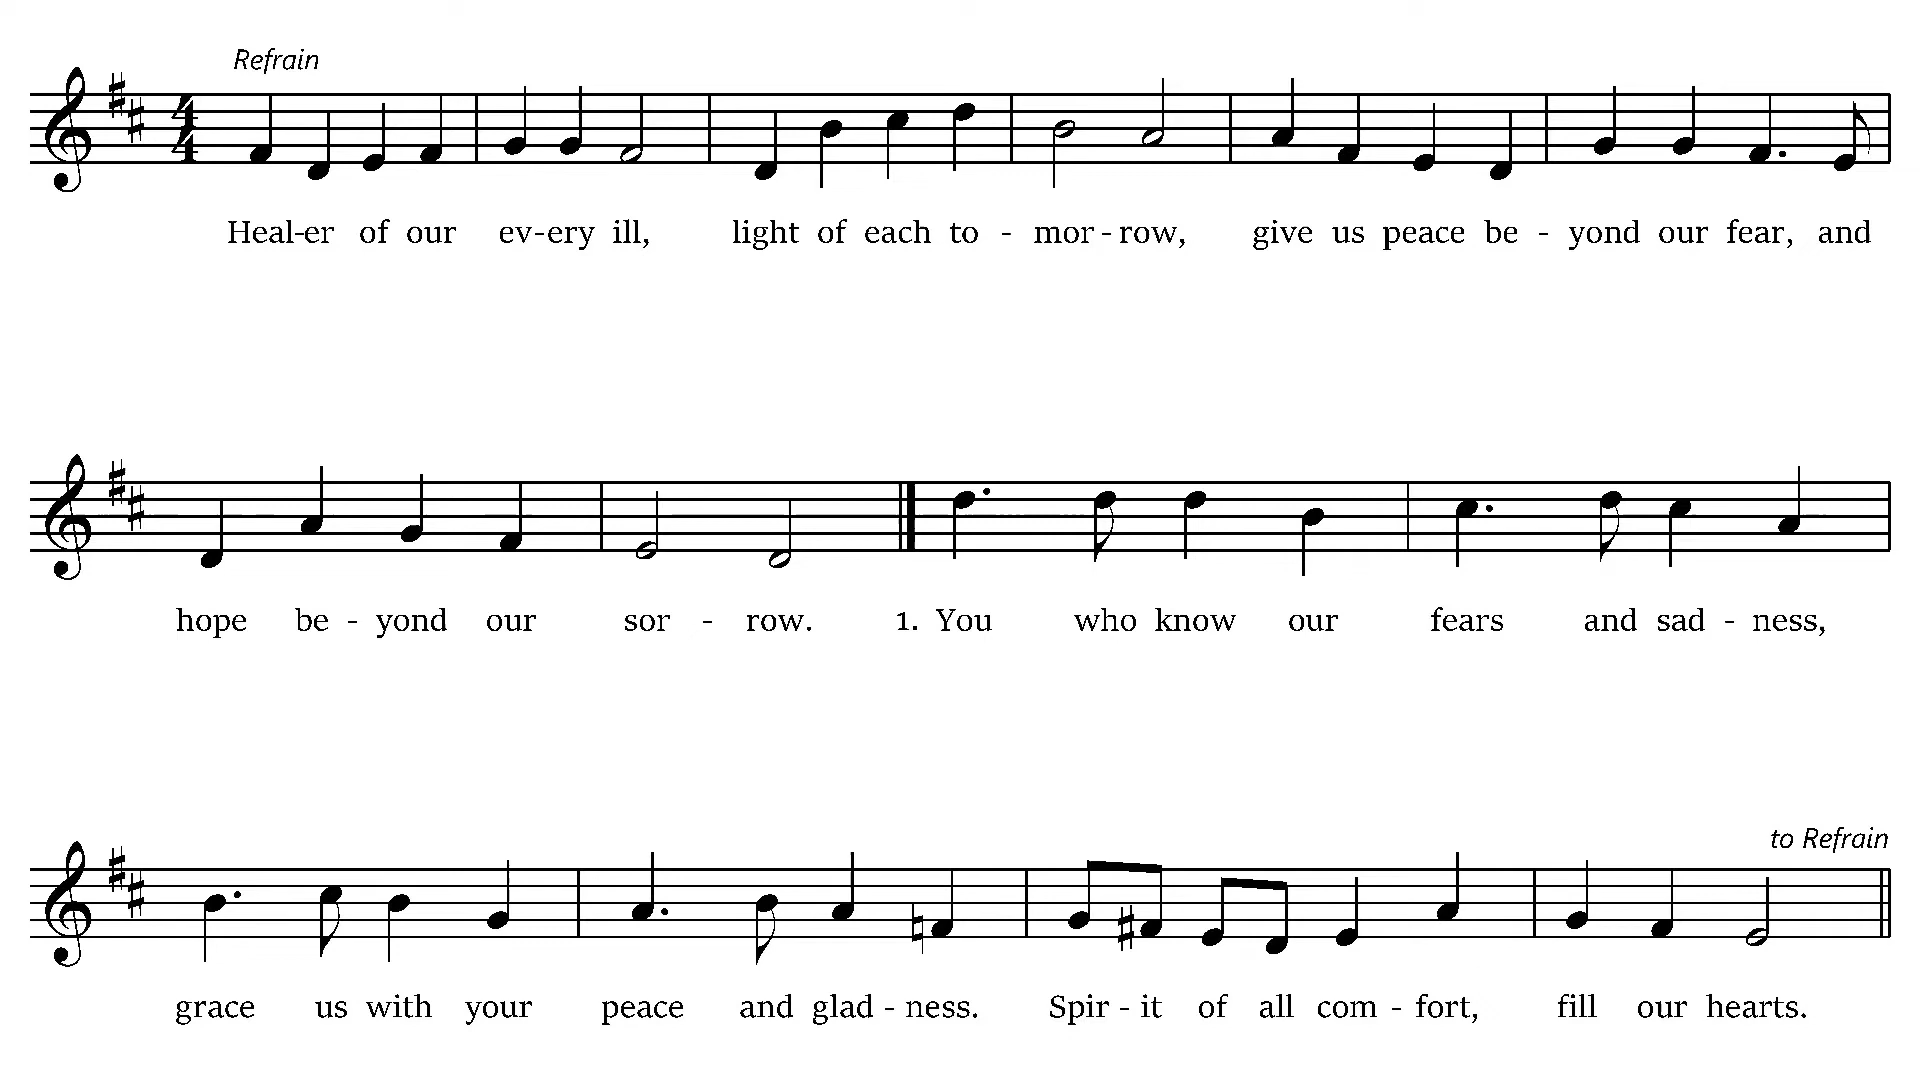 Refrain
Heal-er of our ev-ery ill, light of each to - mor-row, give us peace be - yond our fear, and
hope be - yond our sor - row. 1. You who know our fears and sad - ness,
to Refrain
grace us with your peace and glad - ness. Spir - it of all com - fort, fill our hearts.